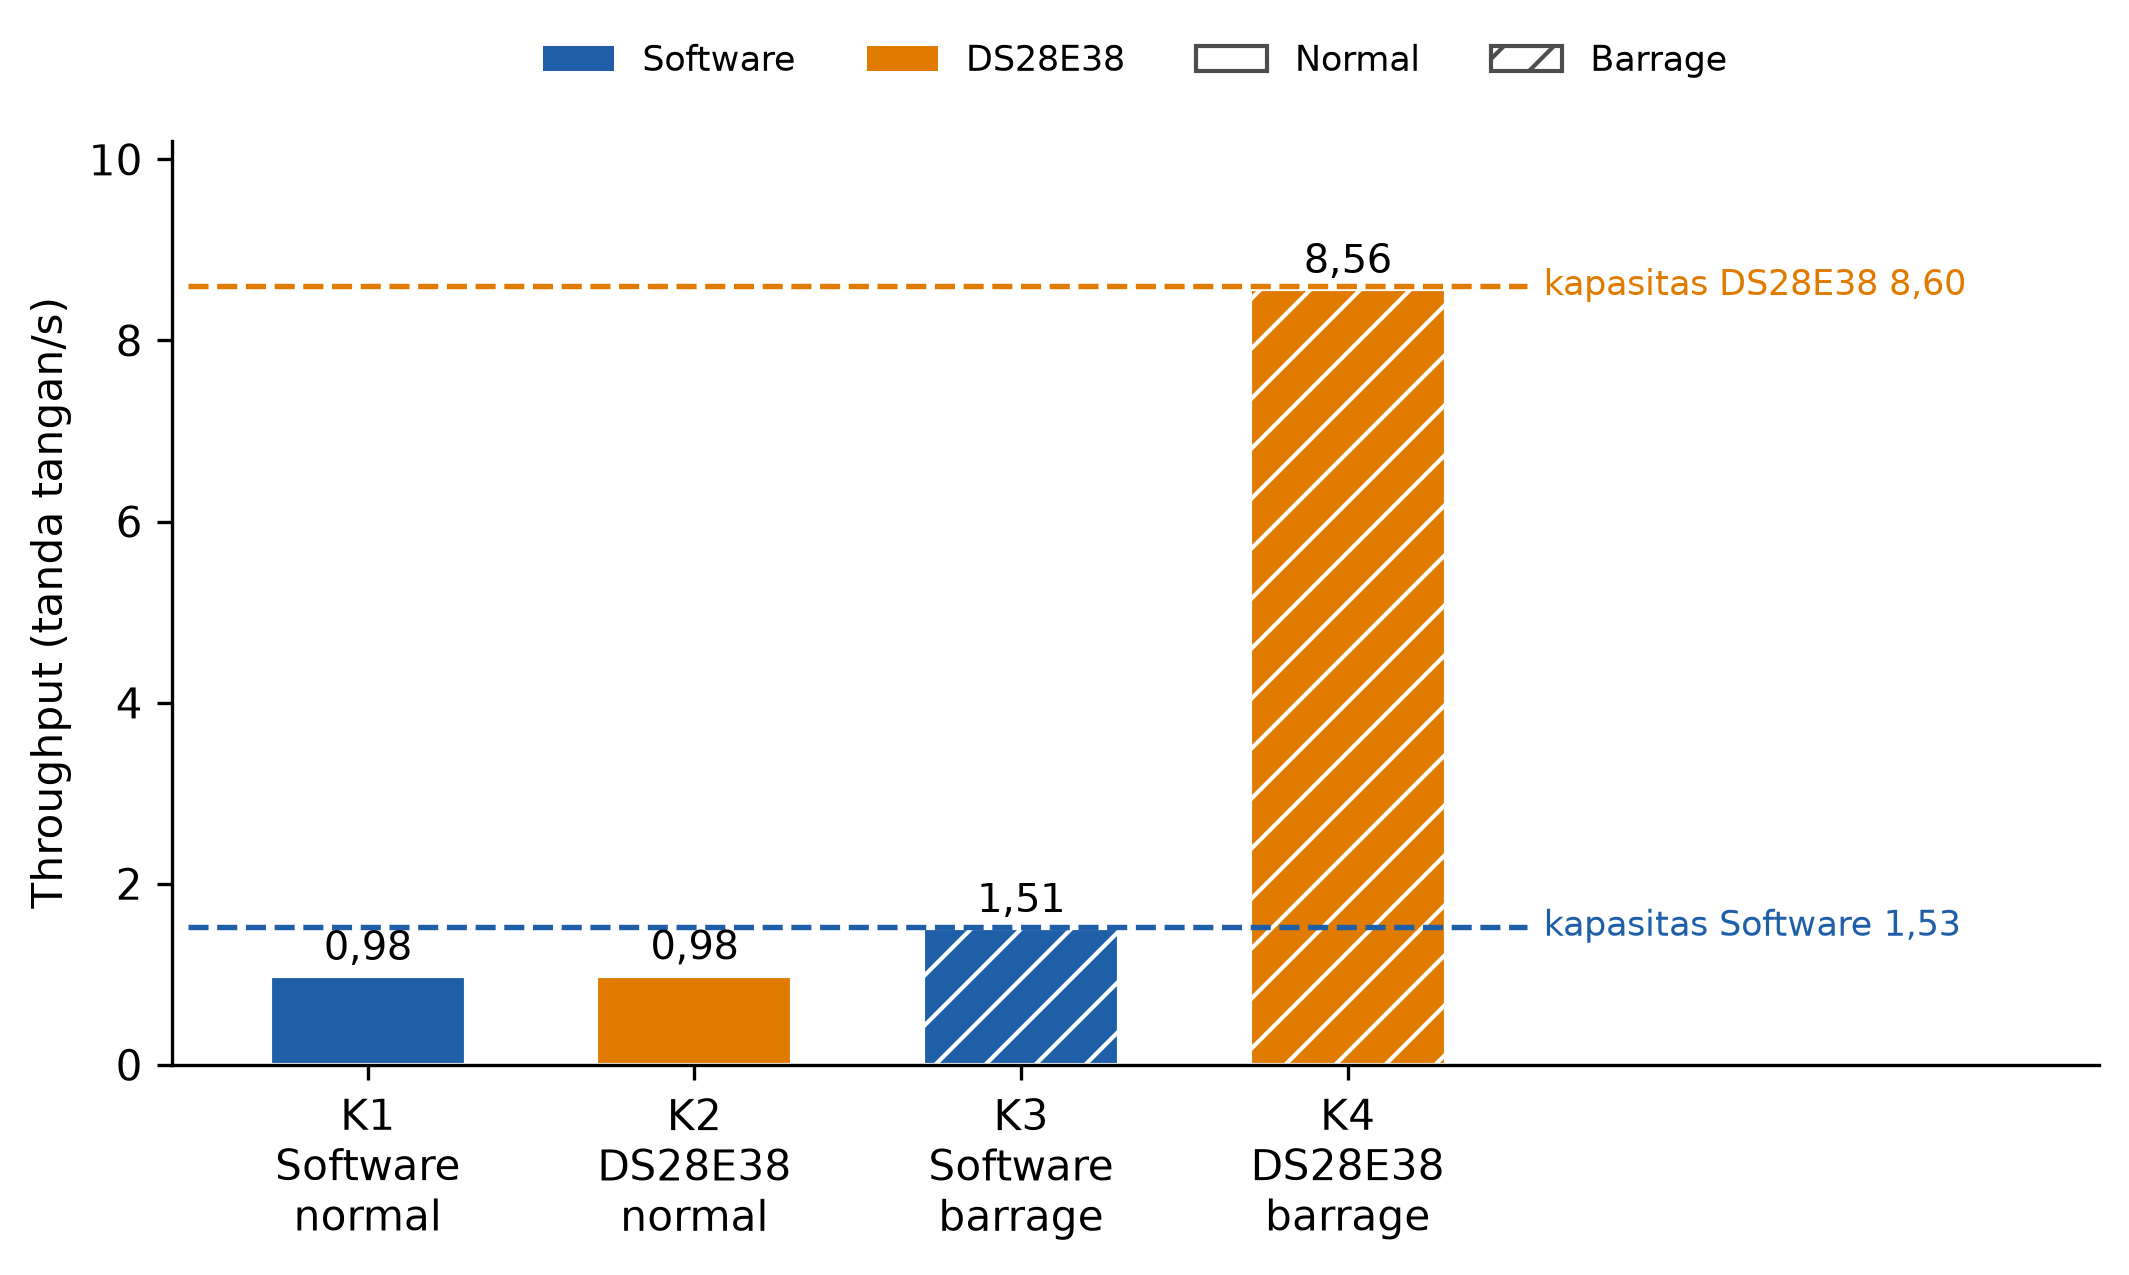 Software DS28E38 Normal Barrage
Throughput (tanda tangan/s)
10
8
6
4
2
0
8,56
kapasitas DS28E38 8,60
1,51
kapasitas Software 1,53
0,98
0,98
K1
Software
normal
K2
DS28E38
normal
K3
Software
barrage
K4
DS28E38
barrage